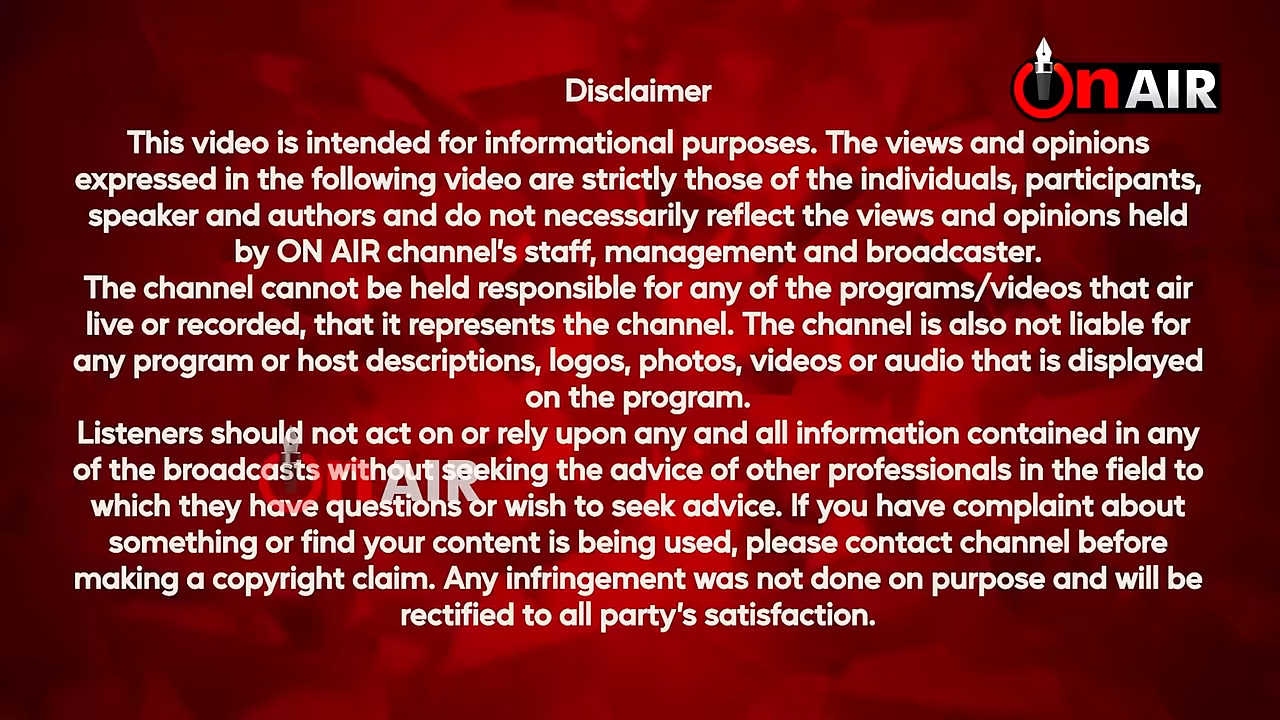 On AIR
Disclaimer
This video is intended for informational purposes. The views and opinions
expressed in the following video are strictly those of the individuals, participants,
speaker and authors and do not necessarily reflect the views and opinions held
by ON AIR channel's staff, management and broadcaster.
The channel cannot be held responsible for any of the programs/videos that air
live or recorded, that it represents the channel. The channel is also not liable for
any program or host descriptions, logos, photos, videos or audio that is displayed
on the program.
Listeners should not act on or rely upon any and all information contained in any
of the broadcasts without seeking the advice of other professionals in the field to
which they have questions or wish to seek advice. If you have complaint about
something or find your content is being used, please contact channel before
making a copyright claim. Any infringement was not done on purpose and will be
rectified to all party's satisfaction.
On AIR